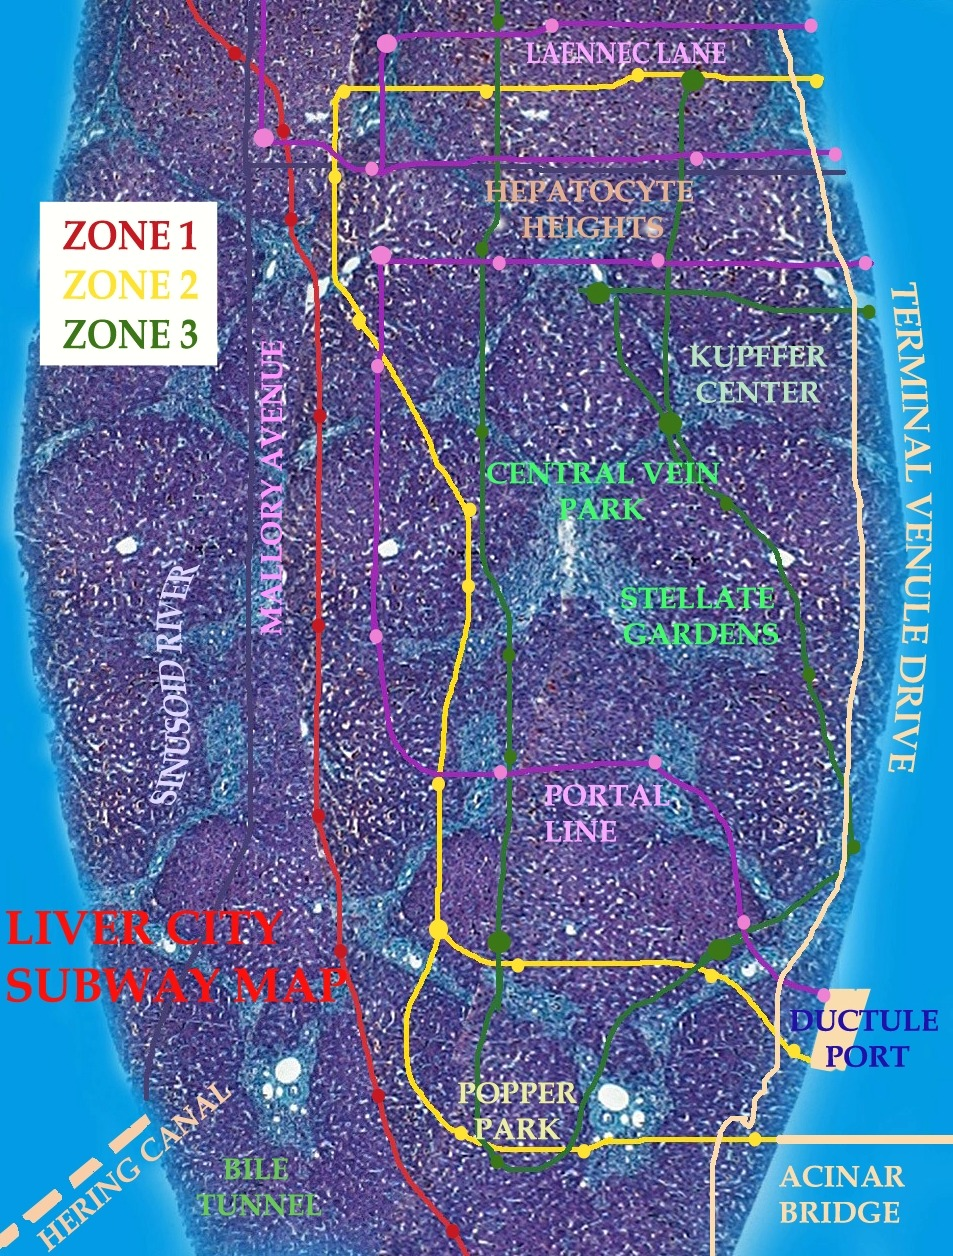 LAENNEC LANE
HEPATOCYTE
HEIGHTS
ZONE 1
ZONE 2
ZONE 3
TERMINAL VENULE DRIVE
MALLORY AVENUE
KUPFFER
CENTER
CENTRAL VEIN
PARK
SINUSOID RIVER
STELLATE
GARDENS
PORTAL
LINE
LIVER CITY
SUBWAY MAP
DUCTULE
PORT
POPPER
PARK
HERING CANAL
BILE
TUNNEL
ACINAR
BRIDGE